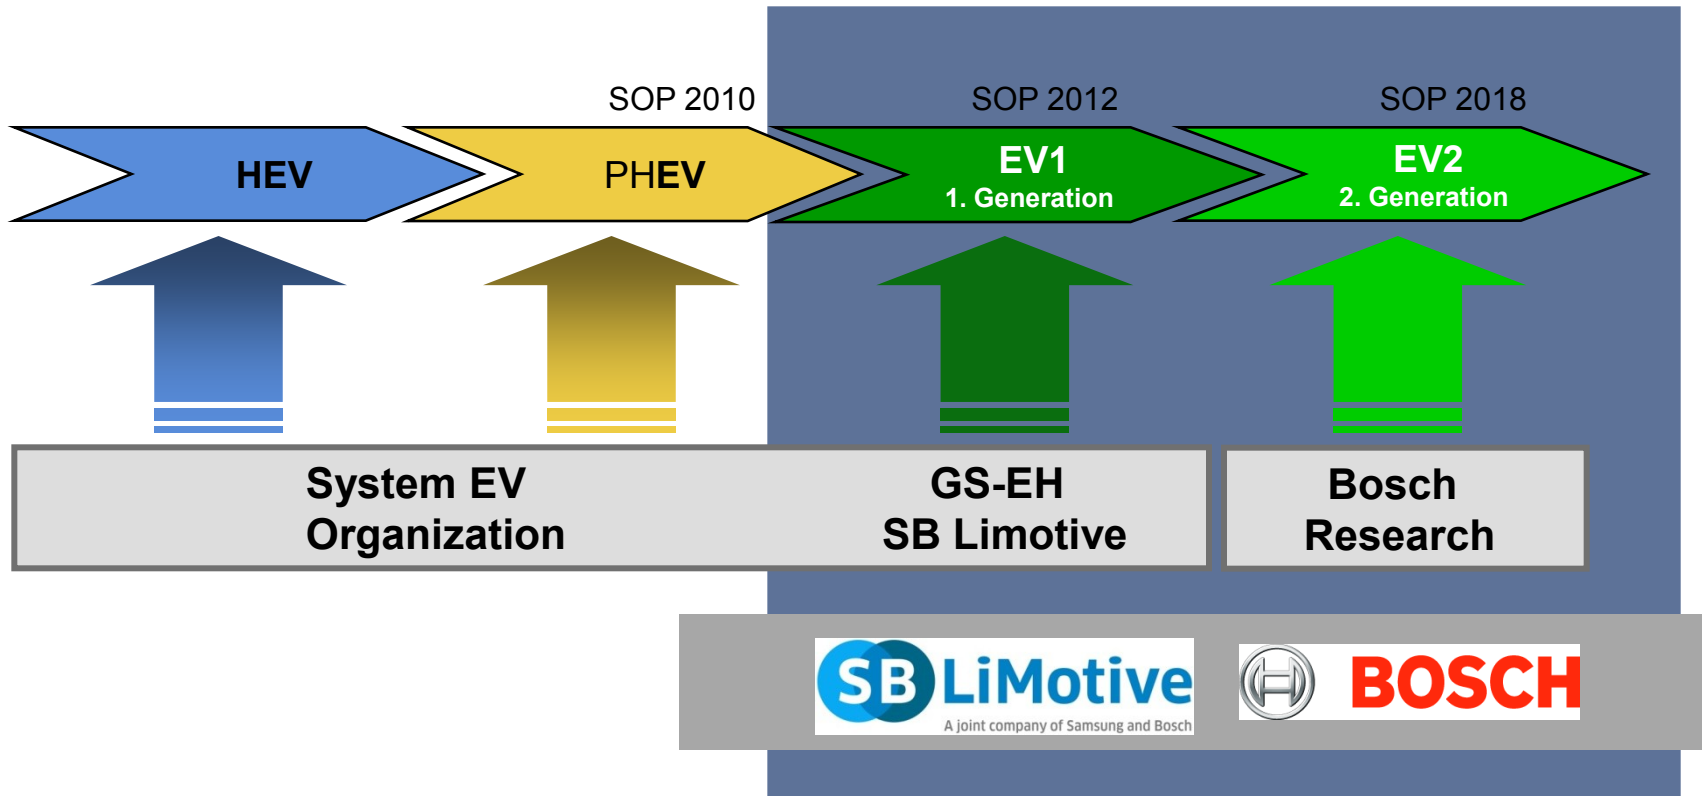 SOP 2010
SOP 2012
SOP 2018
HEV
PHEV
EV1
1. Generation
EV2
2. Generation
System EV
Organization
GS-EH
SB Limotive
Bosch
Research
SB LiMotive
A joint company of Samsung and Bosch
BOSCH